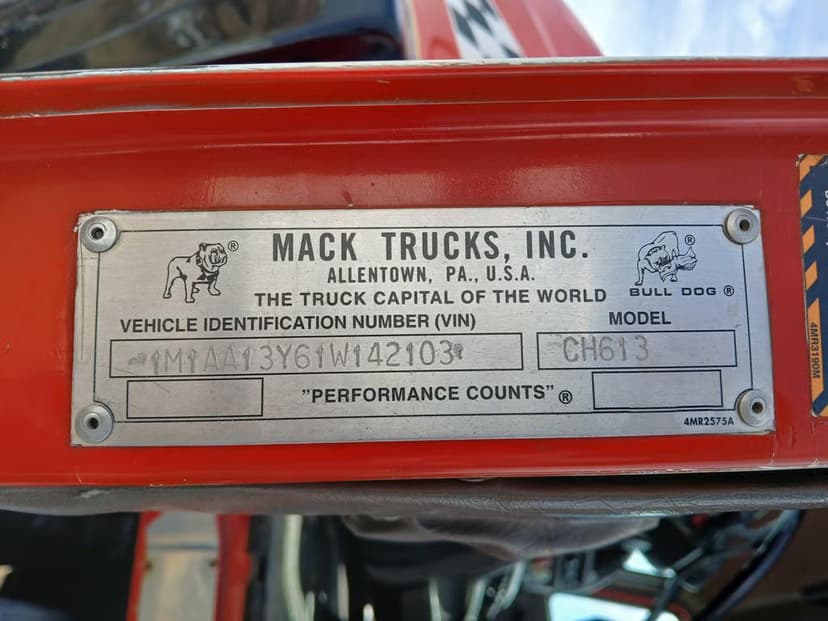 MACK TRUCKS, INC.
ALLENTOWN, PA., U.S.A.
THE TRUCK CAPITAL OF THE WORLD
®
®
BULL DOG ®
VEHICLE IDENTIFICATION NUMBER (VIN)
MODEL
1M1AA13Y61W142103
CH613
"PERFORMANCE COUNTS"®
4MR2575A
4MR3190M